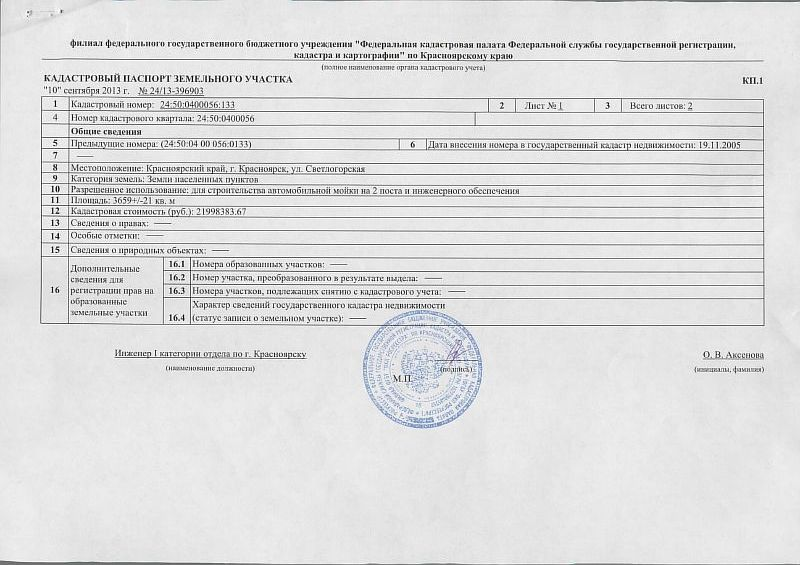 филиал федерального государственного бюджетного учреждения "Федеральная кадастровая палата Федеральной службы государственной регистрации,
кадастра и картографии" по Красноярскому краю
(полное наименование органа кадастрового учета)
КАДАСТРОВЫЙ ПАСПОРТ ЗЕМЕЛЬНОГО УЧАСТКА КП.1
"10" сентября 2013 г. № 24/13-396903
1 Кадастровый номер: 24:50:0400056:133 2 Лист № 1 3 Всего листов: 2
4 Номер кадастрового квартала: 24:50:0400056
Общие сведения
5 Предыдущие номера: (24:50:04 00 056:0133) 6 Дата внесения номера в государственный кадастр недвижимости: 19.11.2005
7 —
8 Местоположение: Красноярский край, г. Красноярск, ул. Светлогорская
9 Категория земель: Земли населенных пунктов
10 Разрешенное использование: для строительства автомобильной мойки на 2 поста и инженерного обеспечения
11 Площадь: 3659+/-21 кв. м
12 Кадастровая стоимость (руб.): 21998383.67
13 Сведения о правах: —
14 Особые отметки: —
15 Сведения о природных объектах: —
16 Дополнительные сведения для регистрации прав на образованные земельные участки
16.1 Номера образованных участков: —
16.2 Номер участка, преобразованного в результате выдела: —
16.3 Номера участков, подлежащих снятию с кадастрового учета: —
16.4 Характер сведений государственного кадастра недвижимости
(статус записи о земельном участке): —
Инженер I категории отдела по г. Красноярску О. В. Аксенова
(наименование должности) (подпись) (инициалы, фамилия)
М.П.